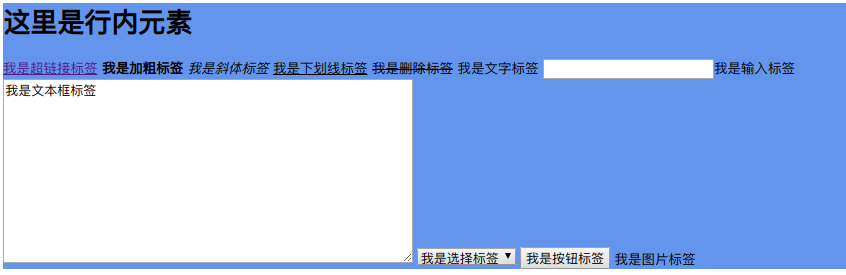 这里是行内元素
我是超链接标签 我是加粗标签 我是斜体标签 我是下划线标签 我是删除标签 我是文字标签 我是输入标签
我是文本框标签
我是选择标签 我是按钮标签 我是图片标签